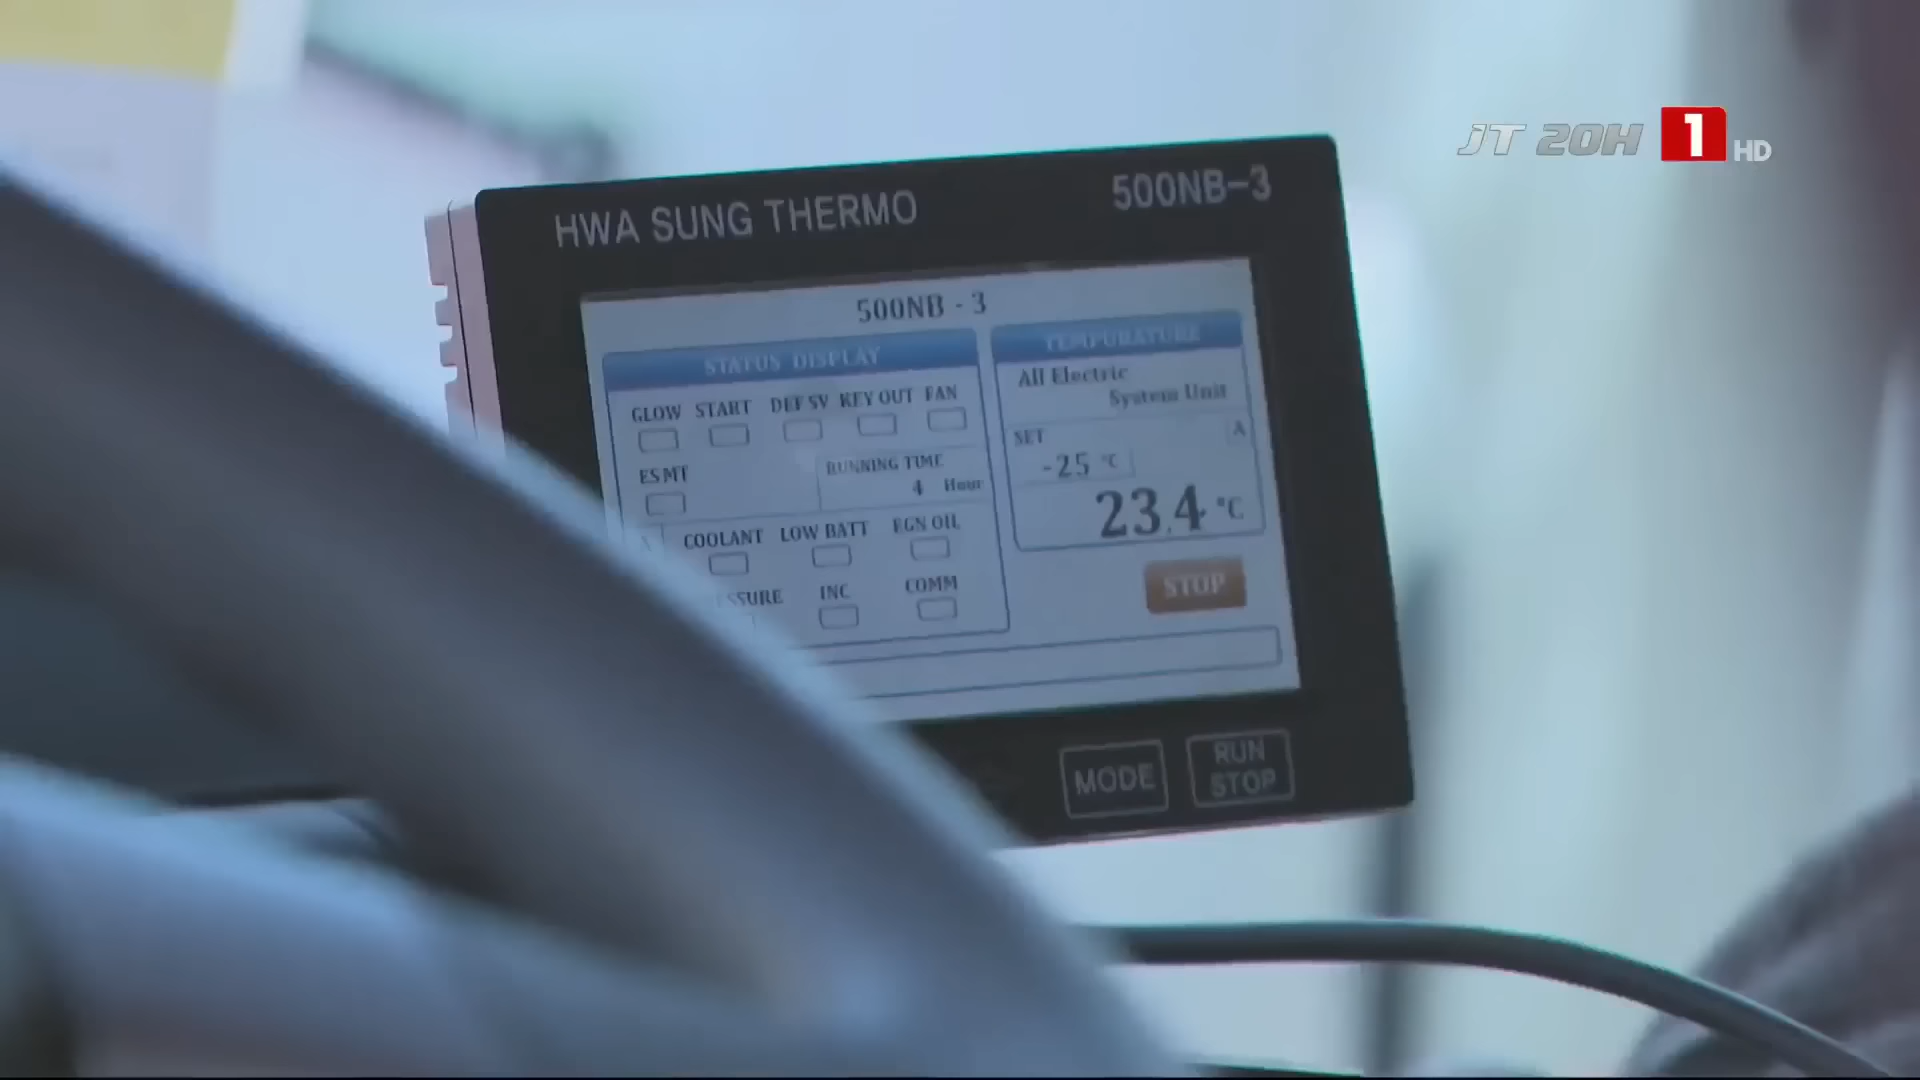 JT 20H 1 HD
HWA SUNG THERMO 500NB-3
500NB - 3
STATUS DISPLAY
GLOW START DEF SV KEY OUT FAN
ESMT
RUNNING TIME
4 Hour
COOLANT LOW BATT EGN OIL
INC COMM
TEMPURATURE
All Electric
System Unit
SET A
-25 °C
23.4 °C
STOP
MODE
RUN
STOP